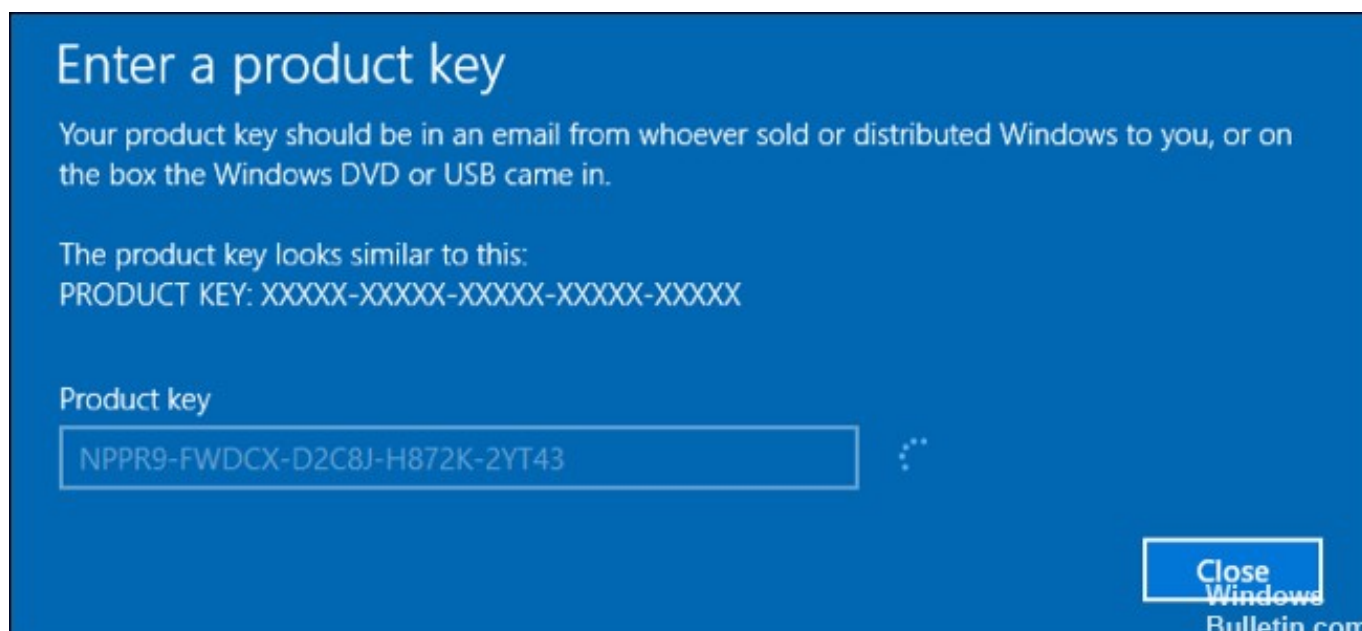 Enter a product key
Your product key should be in an email from whoever sold or distributed Windows to you, or on
the box the Windows DVD or USB came in.
The product key looks similar to this:
PRODUCT KEY: XXXXX-XXXXX-XXXXX-XXXXX-XXXXX
Product key
NPPR9-FWDCX-D2C8J-H872K-2YT43
Close
Windows
Bulletin.com